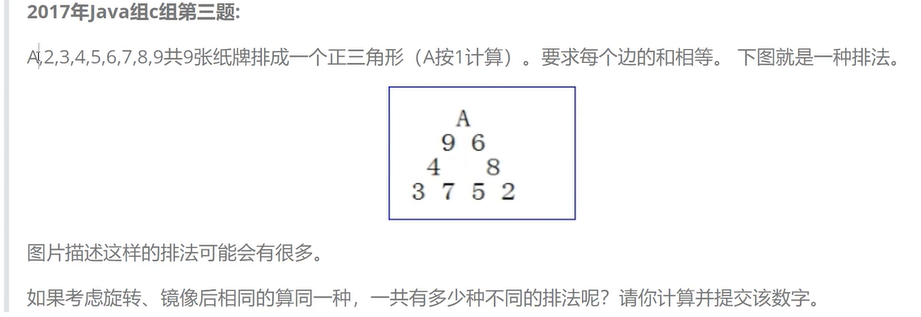 2017年Java组c组第三题:
A,2,3,4,5,6,7,8,9共9张纸牌排成一个正三角形（A按1计算）。要求每个边的和相等。 下图就是一种排法。
A
9 6
4 8
3 7 5 2
图片描述这样的排法可能会有很多。
如果考虑旋转、镜像后相同的算同一种，一共有多少种不同的排法呢？请你计算并提交该数字。